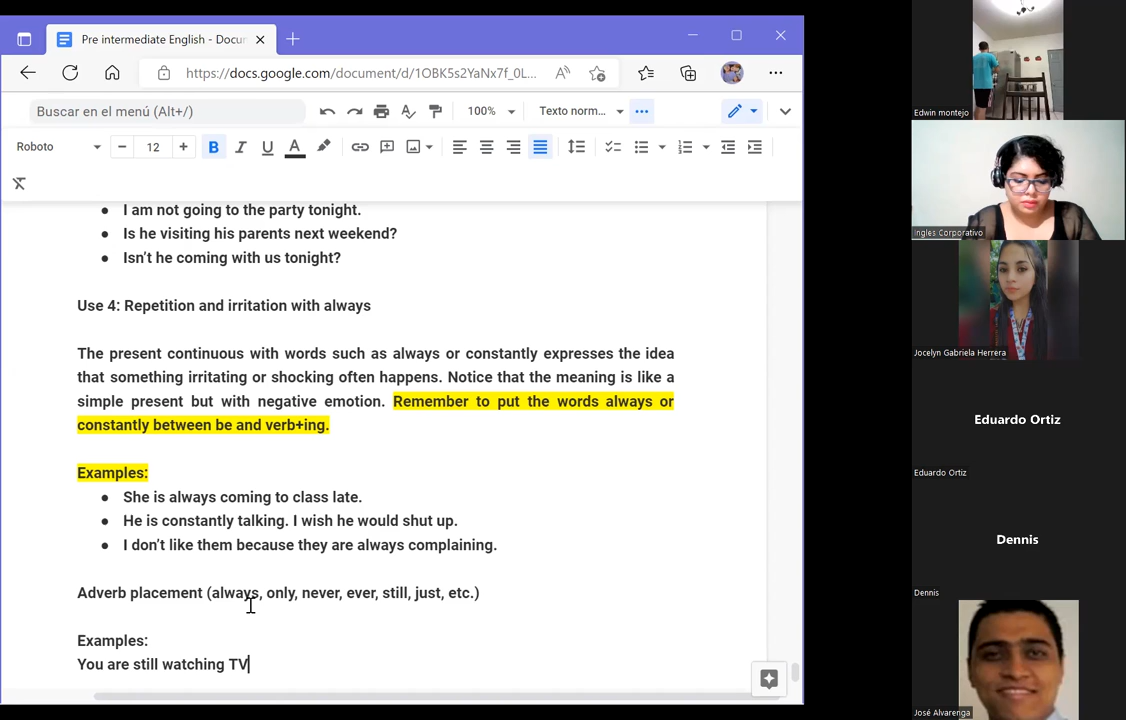 Pre intermediate English - Docu
https://docs.google.com/document/d/1OBK5s2YaNx7f_0L...
Buscar en el menú (Alt+/)
100%
Texto norm...
Roboto
12
B
I
U
A
● I am not going to the party tonight.
● Is he visiting his parents next weekend?
● Isn’t he coming with us tonight?
Use 4: Repetition and irritation with always
The present continuous with words such as always or constantly expresses the idea
that something irritating or shocking often happens. Notice that the meaning is like a
simple present but with negative emotion. Remember to put the words always or
constantly between be and verb+ing.
Examples:
● She is always coming to class late.
● He is constantly talking. I wish he would shut up.
● I don’t like them because they are always complaining.
Adverb placement (always, only, never, ever, still, just, etc.)
Examples:
You are still watching TV
Edwin montejo
Ingles Corporativo
Jocelyn Gabriela Herrera
Eduardo Ortiz
Eduardo Ortiz
Dennis
Dennis
José Alvarenga